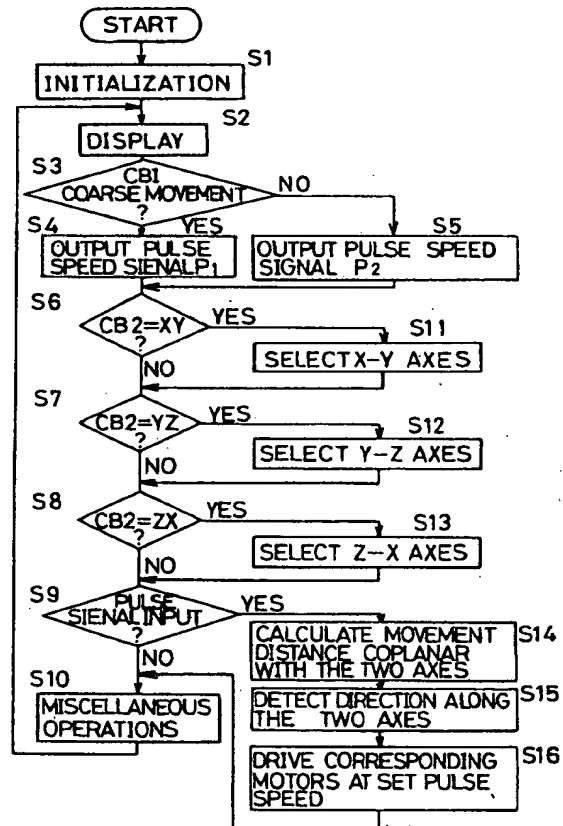 START
S1
INITIALIZATION
S2
DISPLAY
S3
CB1
COARSE MOVEMENT
?
NO
S4
YES
OUTPUT PULSE
SPEED SIENALP1
S5
OUTPUT PULSE SPEED
SIGNAL P2
S6
CB2=XY
?
YES
NO
S11
SELECT X-Y AXES
S7
CB2=YZ
?
YES
NO
S12
SELECT Y-Z AXES
S8
CB2=ZX
?
YES
NO
S13
SELECT Z-X AXES
S9
PULSE
SIENAL INPUT
?
YES
NO
S14
CALCULATE MOVEMENT
DISTANCE COPLANAR
WITH THE TWO AXES
S10
MISCELLANEOUS
OPERATIONS
S15
DETECT DIRECTION ALONG
THE TWO AXES
S16
DRIVE CORRESPONDING
MOTORS AT SET PULSE
SPEED